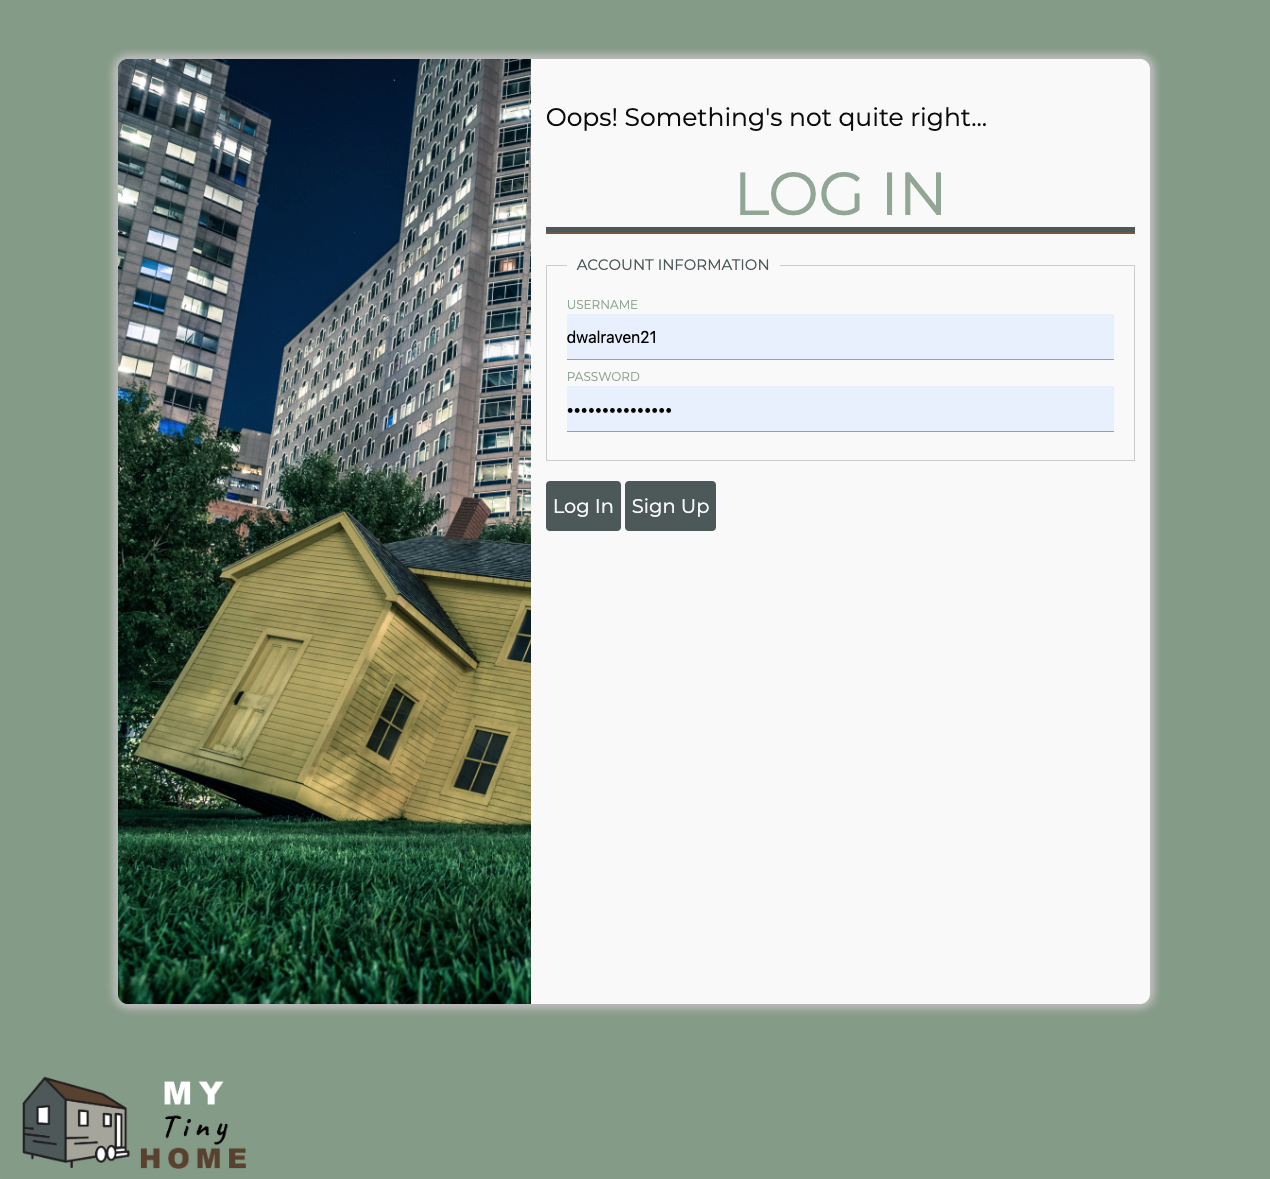 Oops! Something's not quite right...
LOG IN
ACCOUNT INFORMATION
USERNAME
dwalraven21
PASSWORD
•••••••••••••••
Log In Sign Up
MY
Tiny
HOME